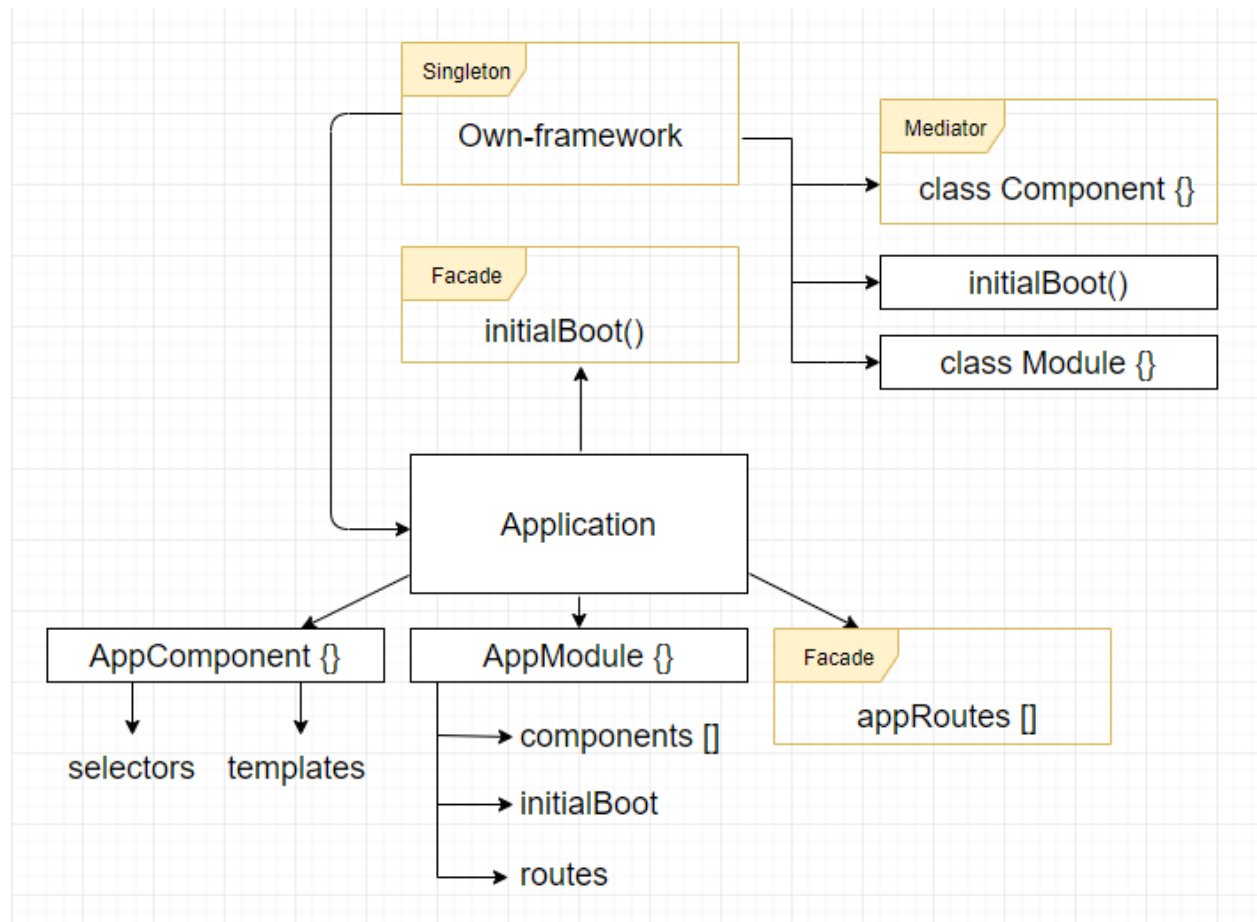 Singleton
Own-framework
Mediator
class Component {}
Facade
initialBoot()
initialBoot()
class Module {}
Application
AppComponent {}
AppModule {}
Facade
appRoutes []
selectors
templates
components []
initialBoot
routes